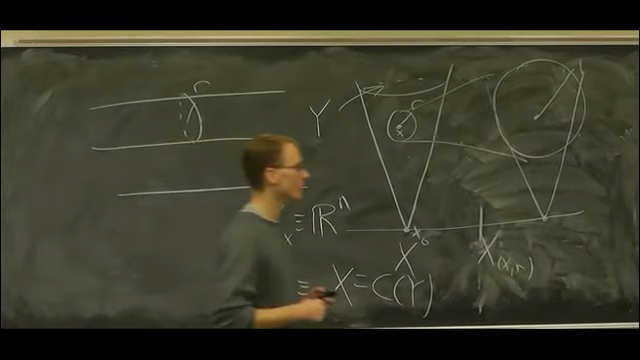 r
Y
r
x
≡ ℝⁿ
x
x₀
X
X(x,r)
≡ X = C(Y)